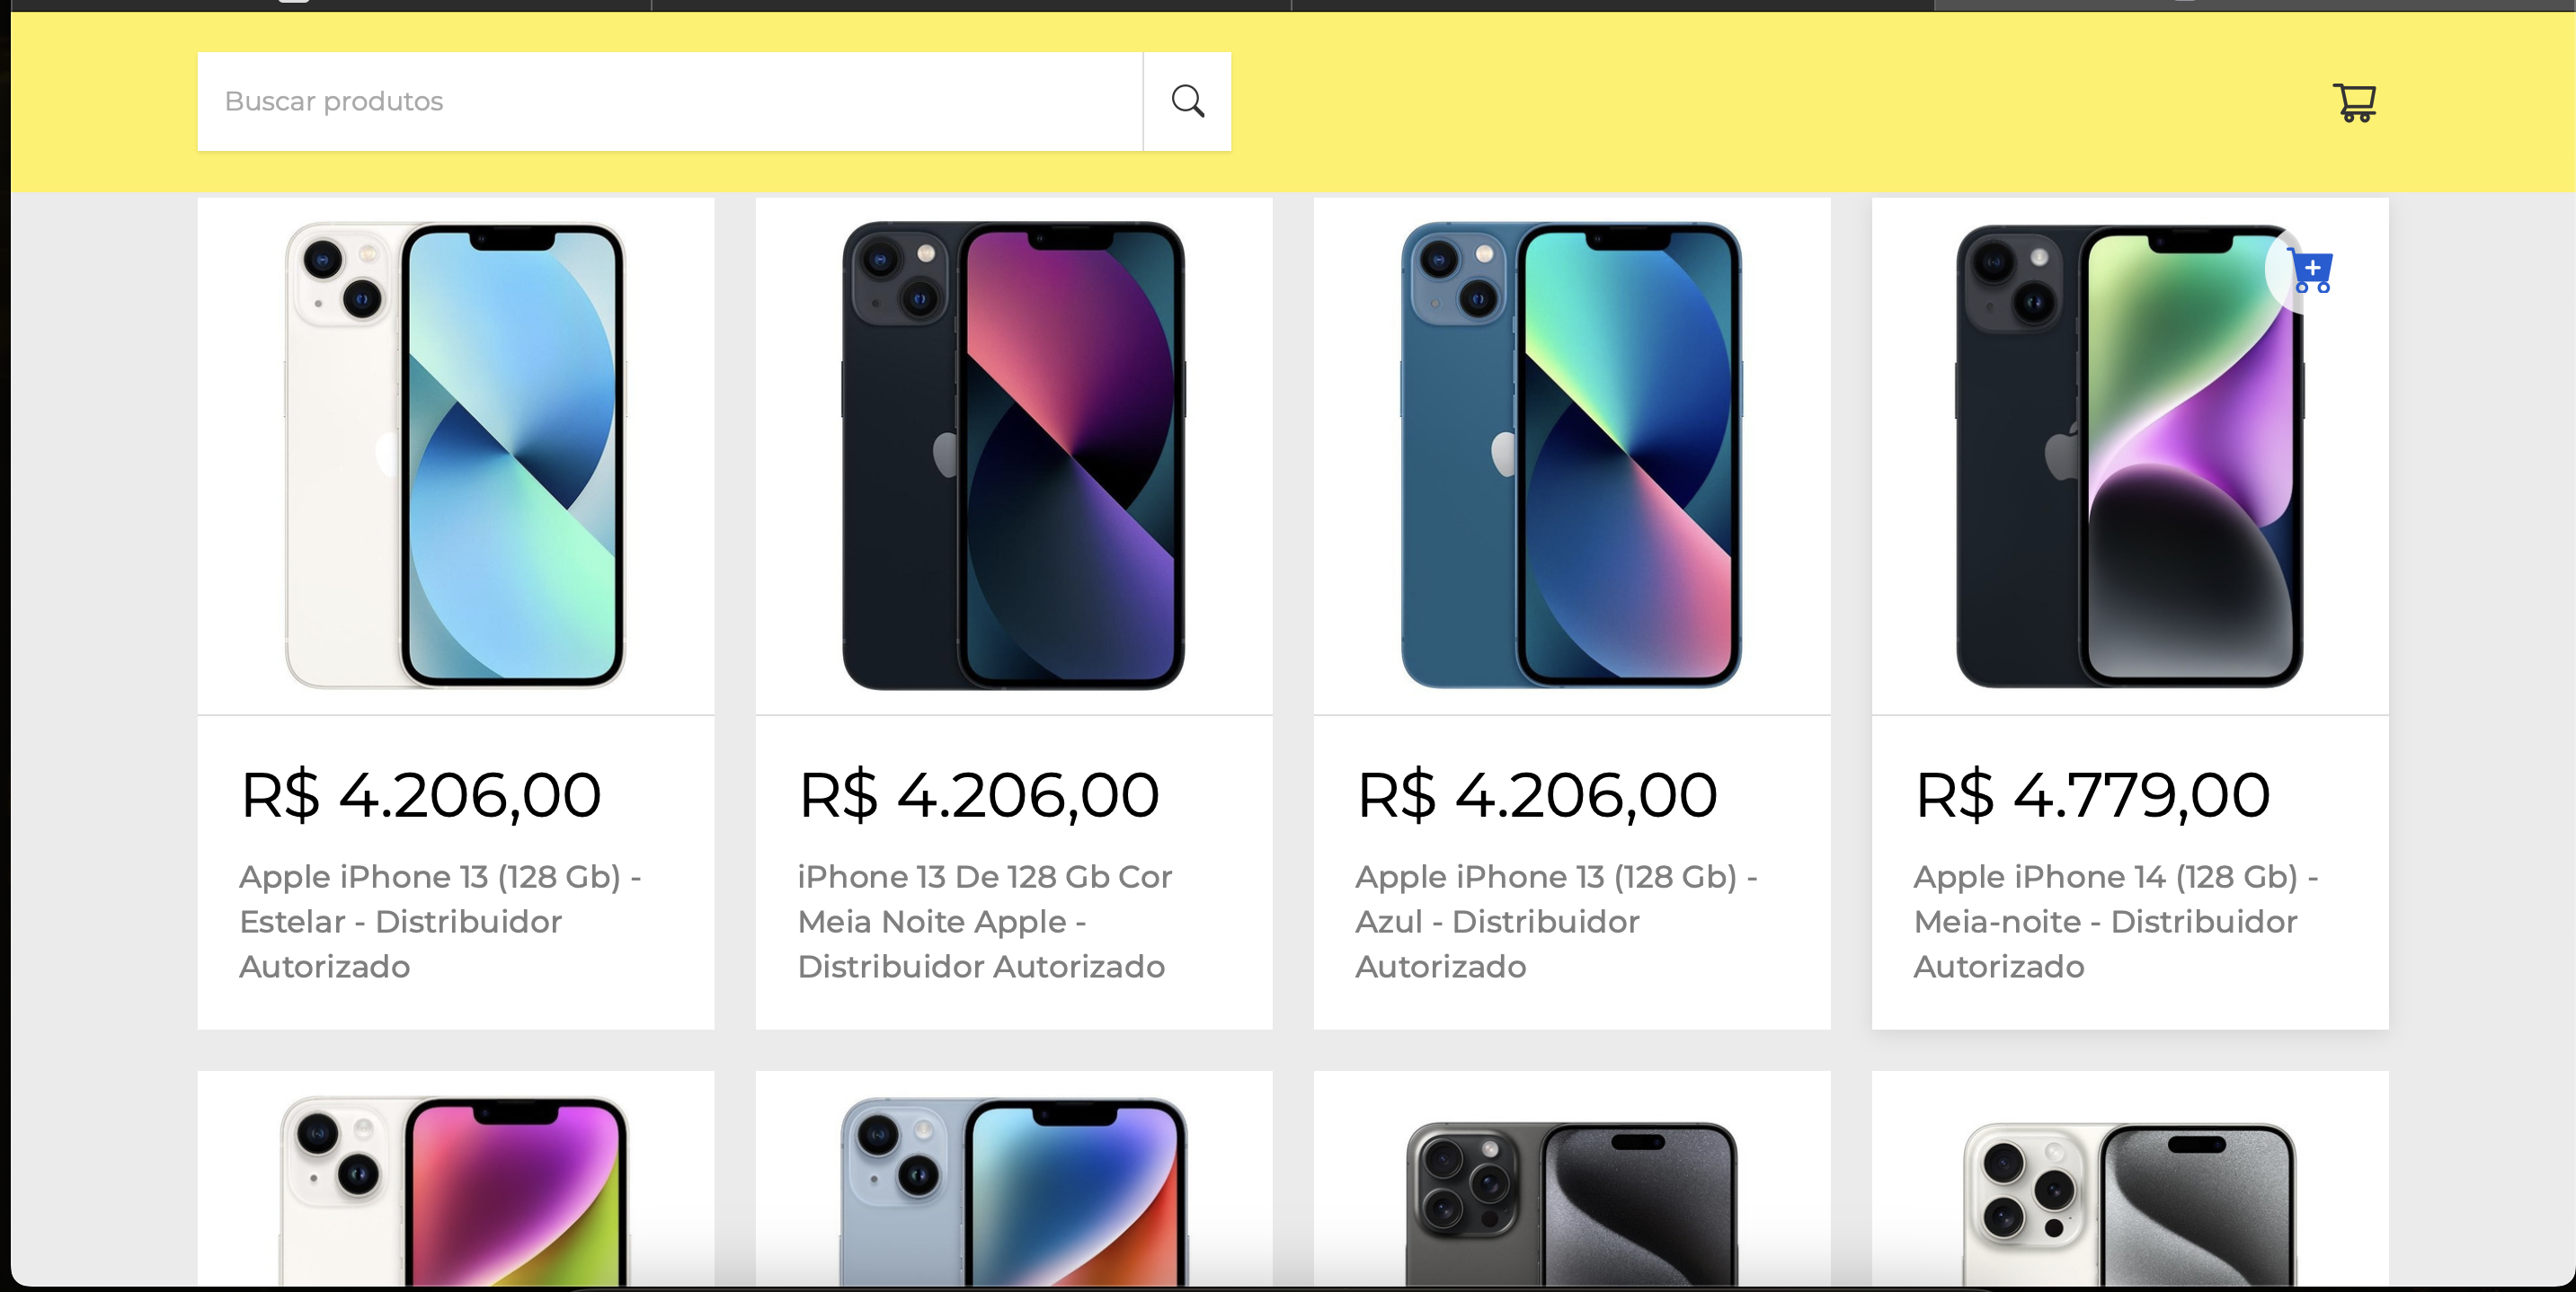 Buscar produtos
R$ 4.206,00
Apple iPhone 13 (128 Gb) -
Estelar - Distribuidor
Autorizado
R$ 4.206,00
iPhone 13 De 128 Gb Cor
Meia Noite Apple -
Distribuidor Autorizado
R$ 4.206,00
Apple iPhone 13 (128 Gb) -
Azul - Distribuidor
Autorizado
R$ 4.779,00
Apple iPhone 14 (128 Gb) -
Meia-noite - Distribuidor
Autorizado